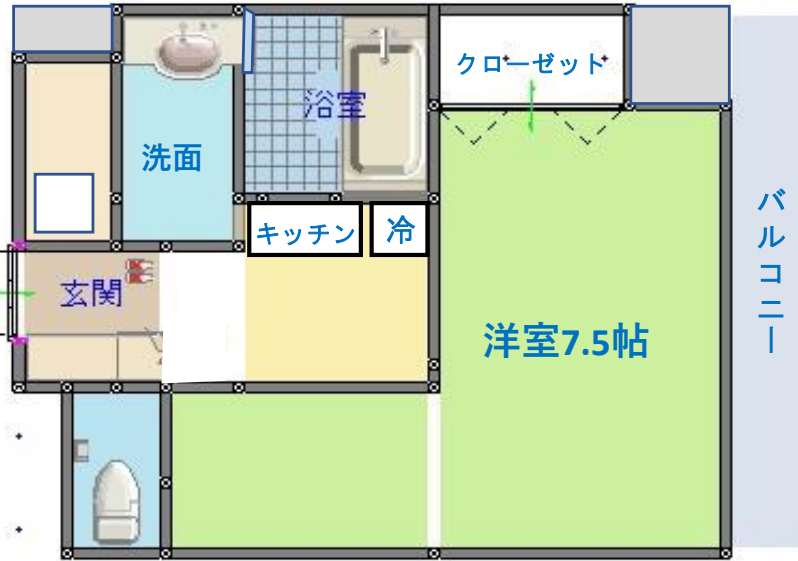 クローゼット
浴室
洗面
キッチン
冷
玄関
洋室7.5帖
バルコニー